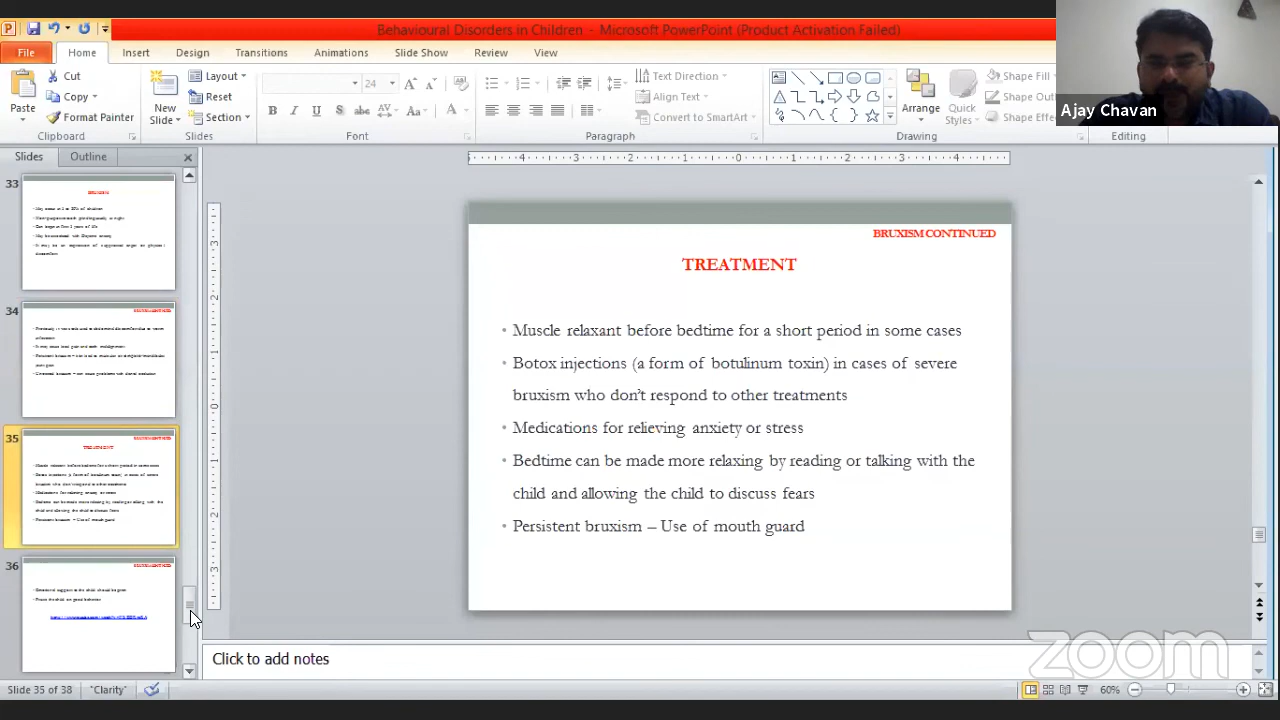 Behavioural Disorders in Children - Microsoft PowerPoint (Product Activation Failed)
File Home Insert Design Transitions Animations Slide Show Review View
Ajay Chavan
Paste
Cut
Copy
Format Painter
Clipboard
New Slide
Layout
Reset
Section
Slides
24
Font
Paragraph
Text Direction
Align Text
Convert to SmartArt
Arrange
Quick Styles
Shape Fill
Shape Ou
Shape Effe
Drawing
Editing
Slides Outline
33
34
35
TREATMENT
36
BRUXISM CONTINUED
TREATMENT
• Muscle relaxant before bedtime for a short period in some cases
• Botox injections (a form of botulinum toxin) in cases of severe
bruxism who don't respond to other treatments
• Medications for relieving anxiety or stress
• Bedtime can be made more relaxing by reading or talking with the
child and allowing the child to discuss fears
• Persistent bruxism – Use of mouth guard
Click to add notes
zoom
Slide 35 of 38 "Clarity" 60%